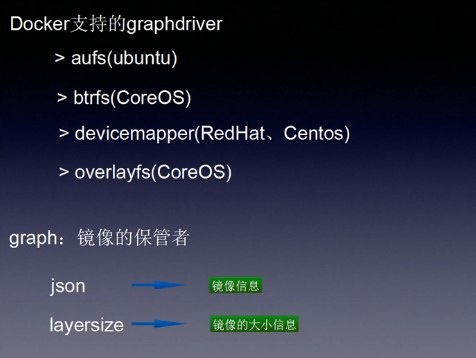 Docker支持的graphdriver
> aufs(ubuntu)
> btrfs(CoreOS)
> devicemapper(RedHat、Centos)
> overlayfs(CoreOS)
graph：镜像的保管者
json 镜像信息
layersize 镜像的大小信息